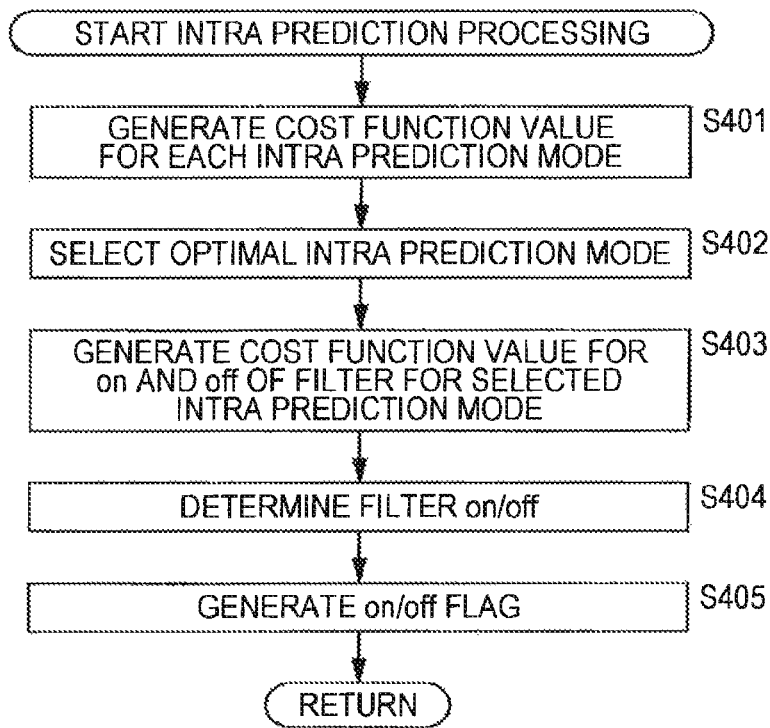 START INTRA PREDICTION PROCESSING
GENERATE COST FUNCTION VALUE
FOR EACH INTRA PREDICTION MODE
S401
SELECT OPTIMAL INTRA PREDICTION MODE
S402
GENERATE COST FUNCTION VALUE FOR
on AND off OF FILTER FOR SELECTED
INTRA PREDICTION MODE
S403
DETERMINE FILTER on/off
S404
GENERATE on/off FLAG
S405
RETURN